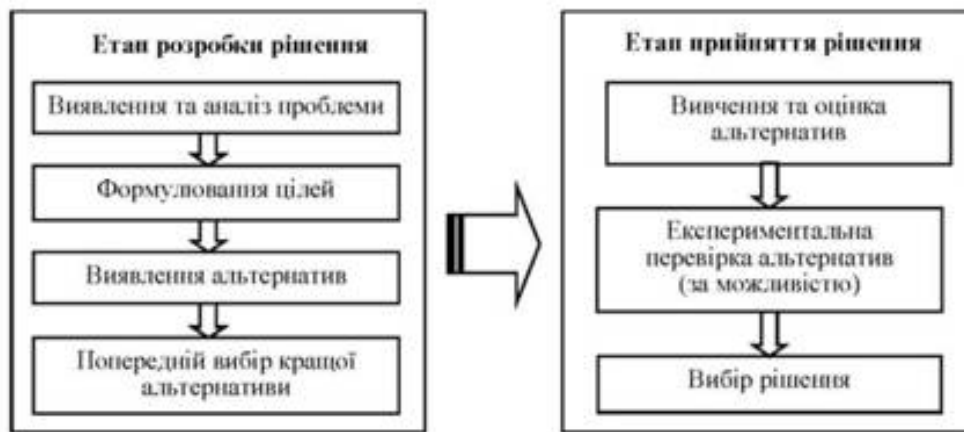 Етап розробки рішення
Виявлення та аналіз проблеми
Формулювання цілей
Виявлення альтернатив
Попередній вибір кращої
альтернативи
Етап прийняття рішення
Вивчення та оцінка
альтернатив
Експериментальна
перевірка альтернатив
(за можливістю)
Вибір рішення